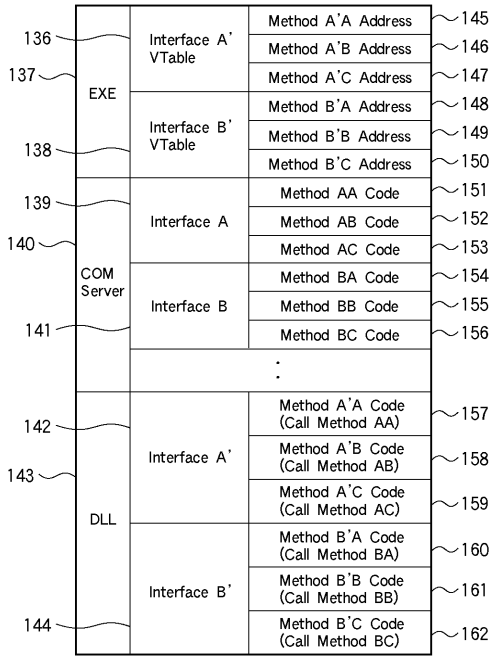 136
137
138
EXE
Interface A'
VTable
Method A'A Address
145
Method A'B Address
146
Method A'C Address
147
Interface B'
VTable
Method B'A Address
148
Method B'B Address
149
Method B'C Address
150
139
140
141
COM
Server
Interface A
Method AA Code
151
Method AB Code
152
Method AC Code
153
Interface B
Method BA Code
154
Method BB Code
155
Method BC Code
156
142
143
144
DLL
Interface A'
Method A'A Code
(Call Method AA)
157
Method A'B Code
(Call Method AB)
158
Method A'C Code
(Call Method AC)
159
Interface B'
Method B'A Code
(Call Method BA)
160
Method B'B Code
(Call Method BB)
161
Method B'C Code
(Call Method BC)
162